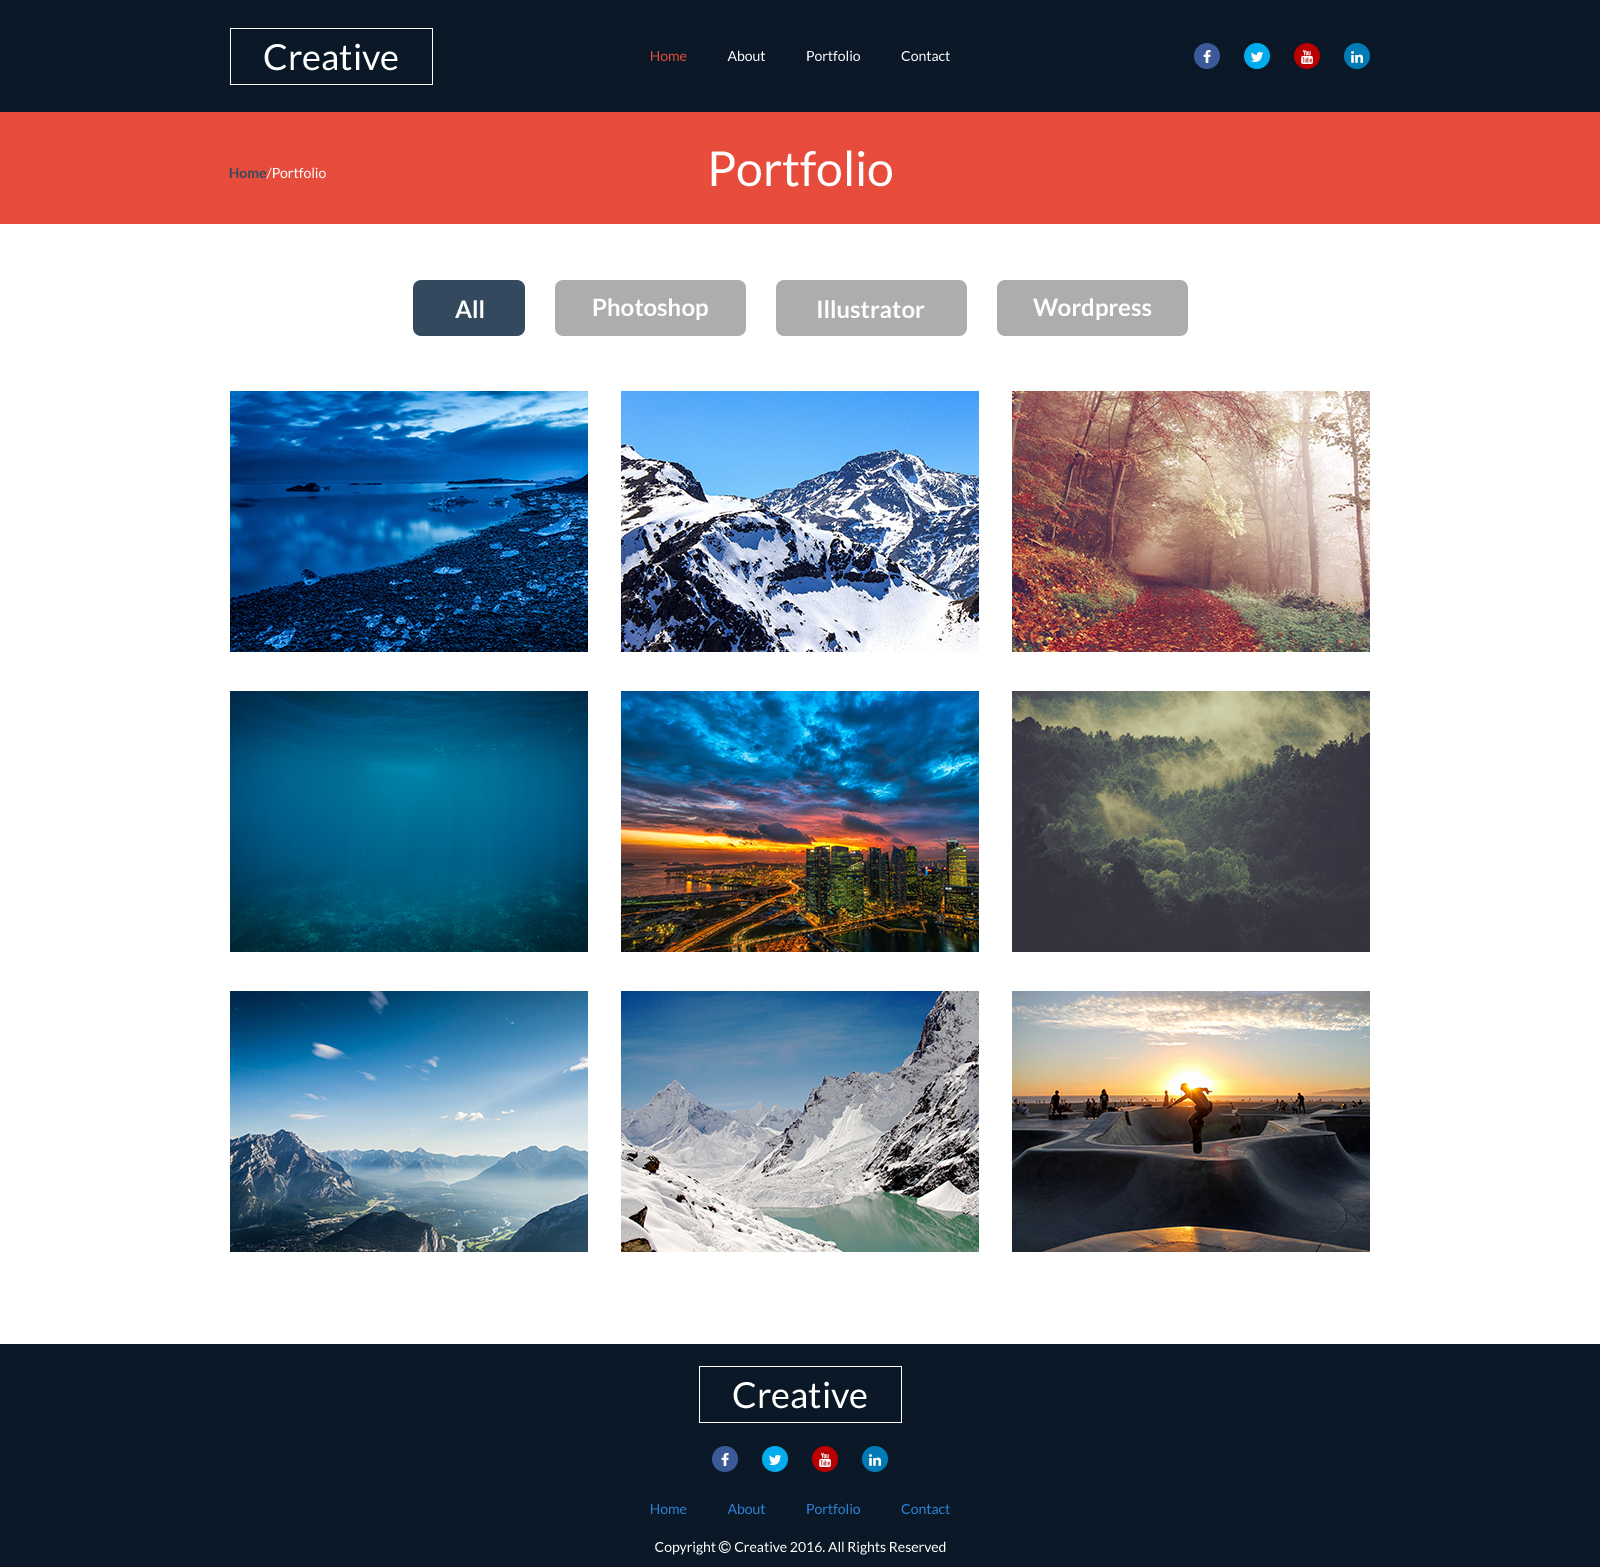 Creative
Home About Portfolio Contact
Home/Portfolio
Portfolio
All Photoshop Illustrator Wordpress
Creative
Home About Portfolio Contact
Copyright © Creative 2016. All Rights Reserved